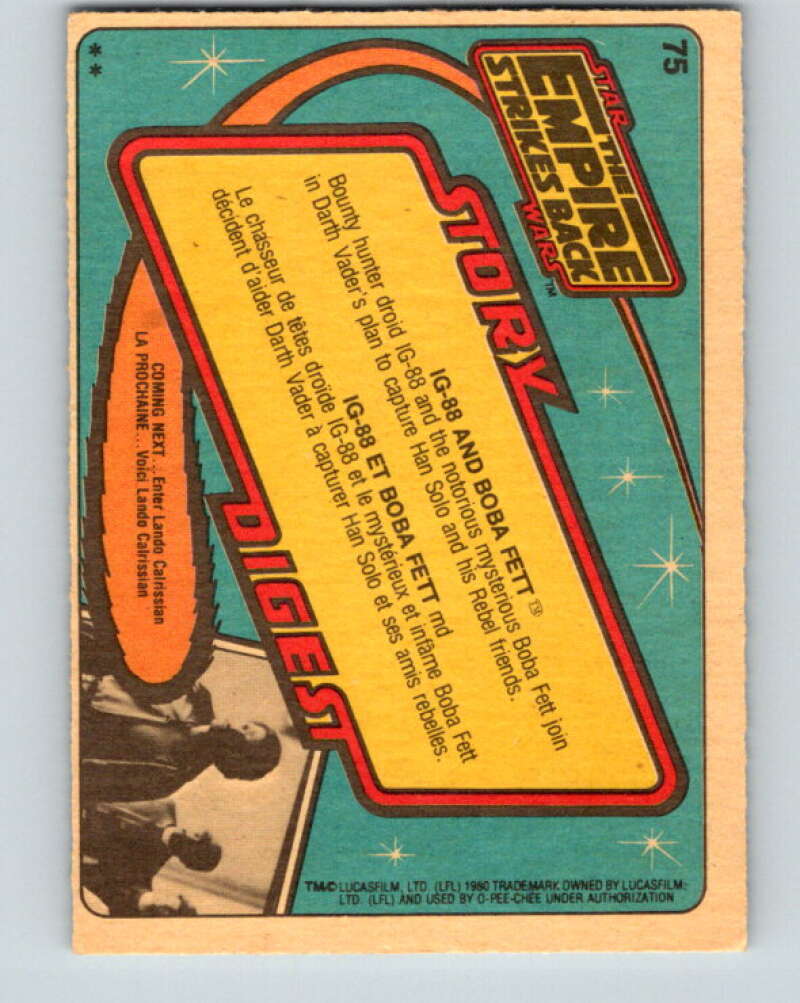 75
STAR
THE
EMPIRE
STRIKES BACK
WARS™
STORY
IG-88 AND BOBA FETT™
Bounty hunter droid IG-88 and the notorious mysterious Boba Fett join
in Darth Vader's plan to capture Han Solo and his Rebel friends.
IG-88 ET BOBA FETT md
Le chasseur de têtes droïde IG-88 et le mystérieux et infâme Boba Fett
décident d'aider Darth Vader à capturer Han Solo et ses amis rebelles.
DIGEST
COMING NEXT...Enter Lando Calrissian
LA PROCHAINE...Voici Lando Calrissian
TM:© LUCASFILM, LTD. (LFL) 1980 TRADEMARK OWNED BY LUCASFILM,
LTD. (LFL) AND USED BY O-PEE-CHEE UNDER AUTHORIZATION
**